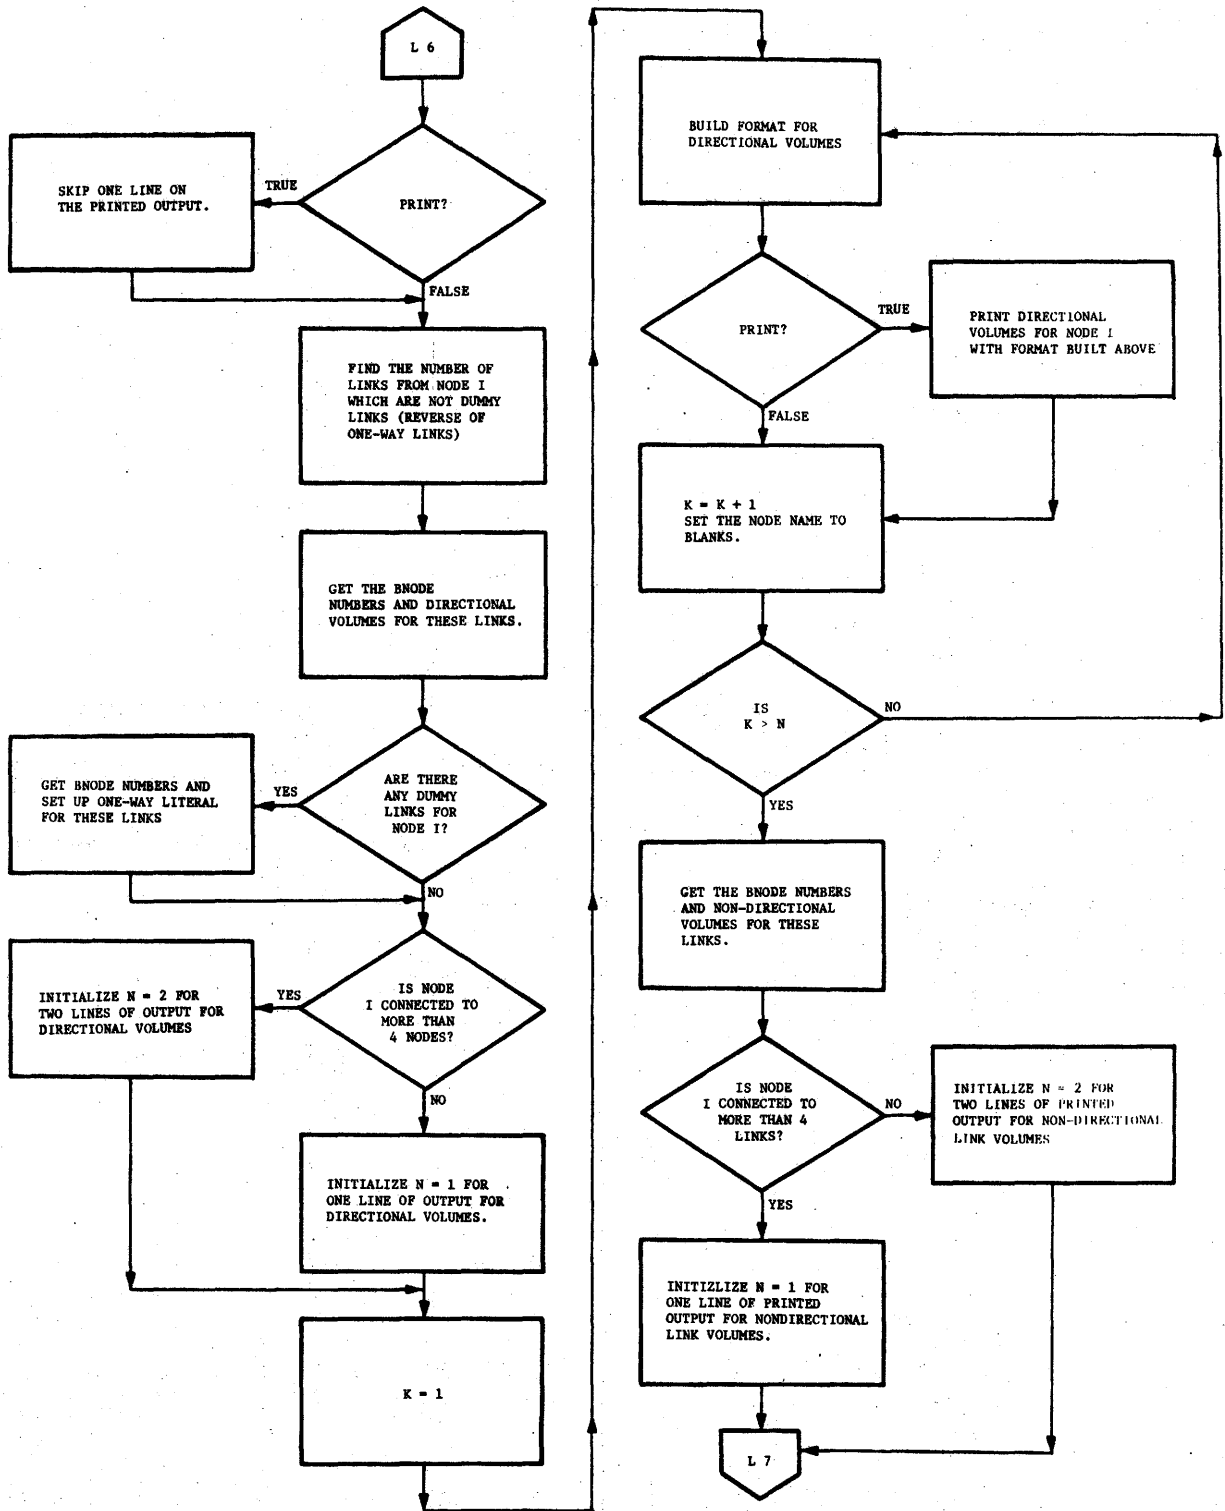 L 6
PRINT?
TRUE
SKIP ONE LINE ON
THE PRINTED OUTPUT.
FALSE
FIND THE NUMBER OF
LINKS FROM NODE I
WHICH ARE NOT DUMMY
LINKS (REVERSE OF
ONE-WAY LINKS)
GET THE BNODE
NUMBERS AND DIRECTIONAL
VOLUMES FOR THESE LINKS.
ARE THERE
ANY DUMMY
LINKS FOR
NODE I?
YES
GET BNODE NUMBERS AND
SET UP ONE-WAY LITERAL
FOR THESE LINKS
NO
IS NODE
I CONNECTED TO
MORE THAN
4 NODES?
YES
INITIALIZE N = 2 FOR
TWO LINES OF OUTPUT FOR
DIRECTIONAL VOLUMES
NO
INITIALIZE N = 1 FOR
ONE LINE OF OUTPUT FOR
DIRECTIONAL VOLUMES.
K = 1
BUILD FORMAT FOR
DIRECTIONAL VOLUMES
PRINT?
TRUE
PRINT DIRECTIONAL
VOLUMES FOR NODE I
WITH FORMAT BUILT ABOVE
FALSE
K = K + 1
SET THE NODE NAME TO
BLANKS.
IS
K > N
NO
YES
GET THE BNODE NUMBERS
AND NON-DIRECTIONAL
VOLUMES FOR THESE
LINKS.
IS NODE
I CONNECTED TO
MORE THAN 4
LINKS?
NO
INITIALIZE N = 2 FOR
TWO LINES OF PRINTED
OUTPUT FOR NON-DIRECTIONAL
LINK VOLUMES
YES
INITIZLIZE N = 1 FOR
ONE LINE OF PRINTED
OUTPUT FOR NONDIRECTIONAL
LINK VOLUMES.
L 7